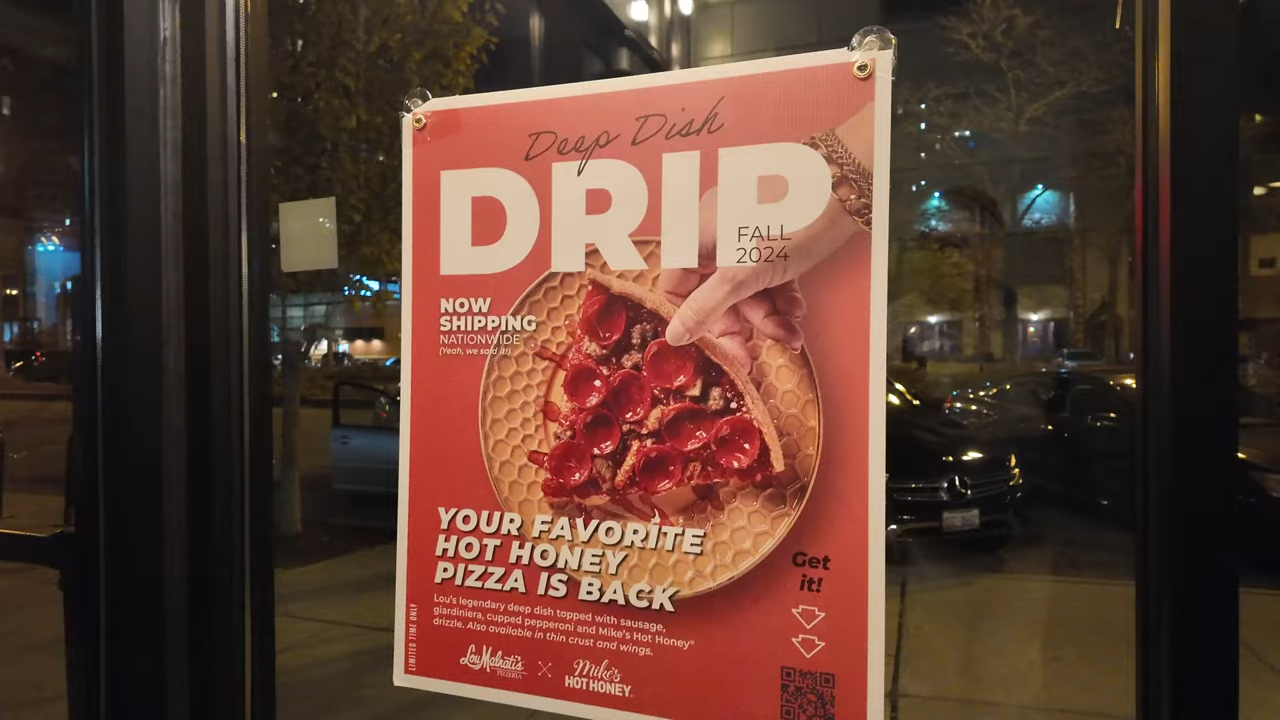 Deep Dish
DRIP
FALL
2024
NOW
SHIPPING
NATIONWIDE
(Yeah, we said it!)
YOUR FAVORITE
HOT HONEY
PIZZA IS BACK
Lou's legendary deep dish topped with sausage,
giardiniera, cupped pepperoni and Mike's Hot Honey®
drizzle. Also available in thin crust and wings.
LIMITED TIME ONLY
Lou Malnati's
PIZZERIA
Mike's
HOT HONEY
Get
it!